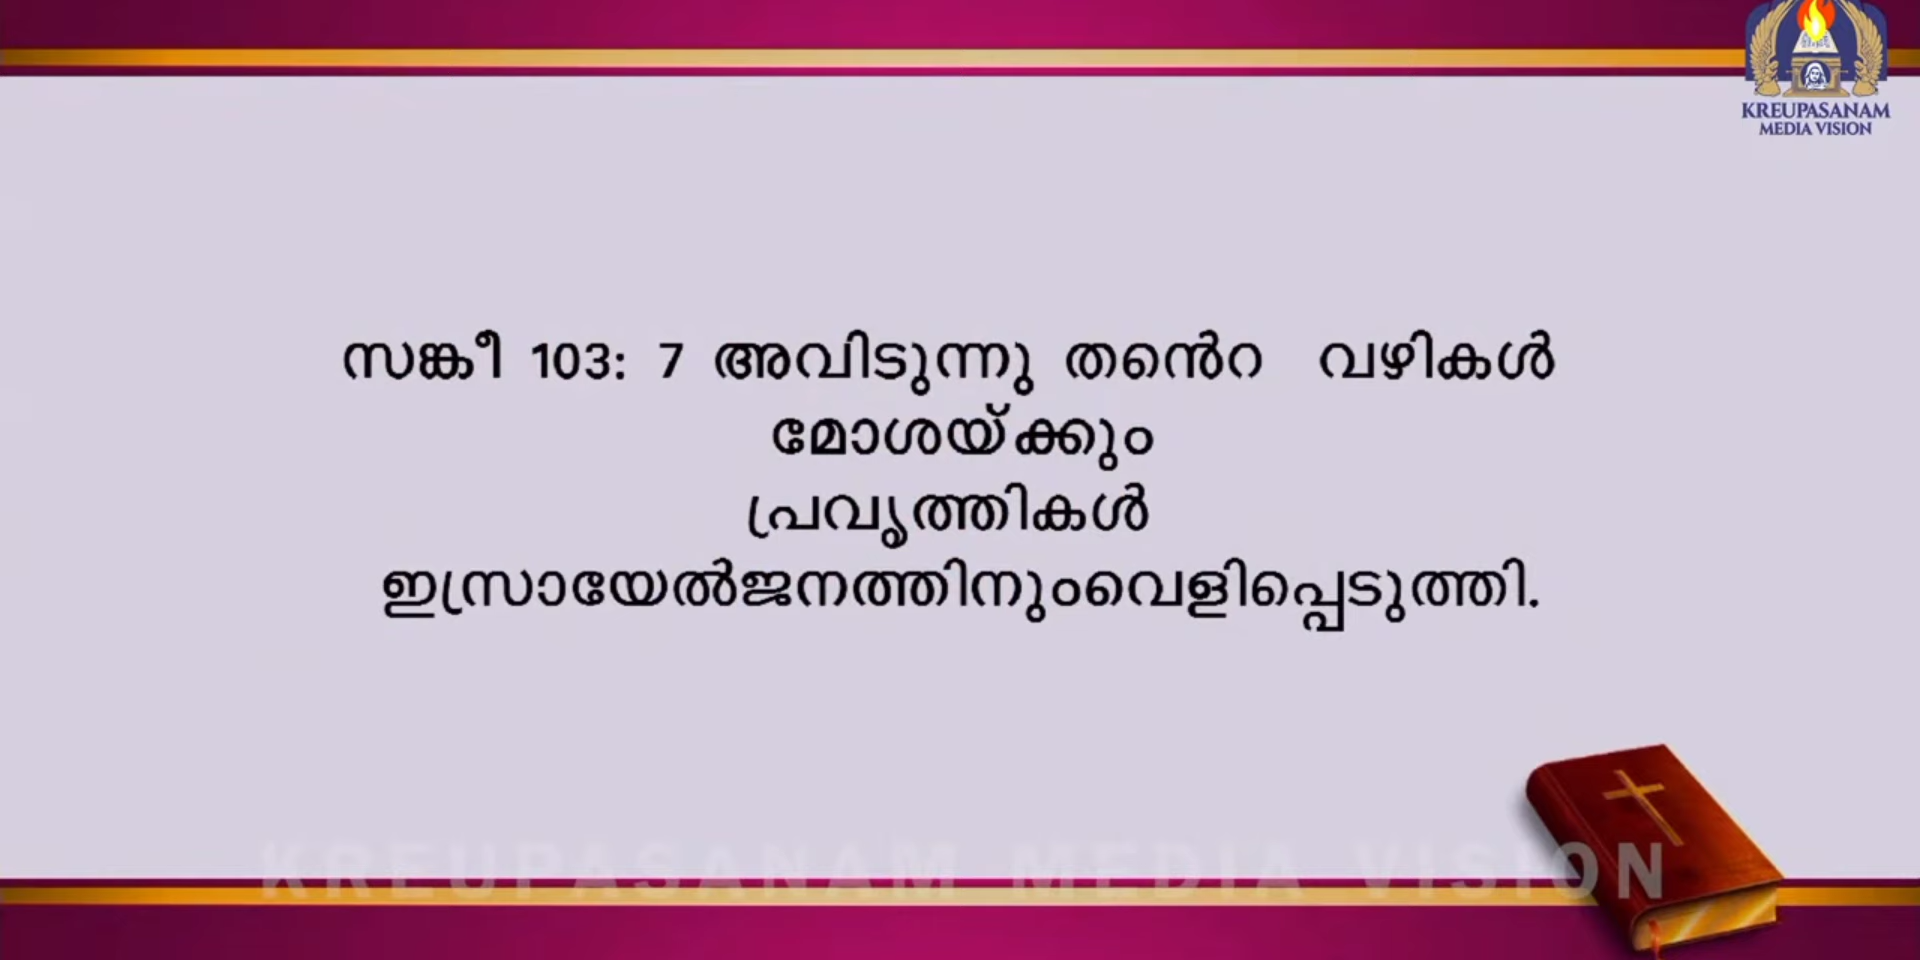 KREUPASANAM
MEDIA VISION
സങ്കീ 103: 7 അവിടുന്നു തൻെറ വഴികൾ
മോശയ്ക്കും
പ്രവൃത്തികൾ
ഇസ്രായേൽജനത്തിനുംവെളിപ്പെടുത്തി.
KREUPASANAM MEDIA VISION